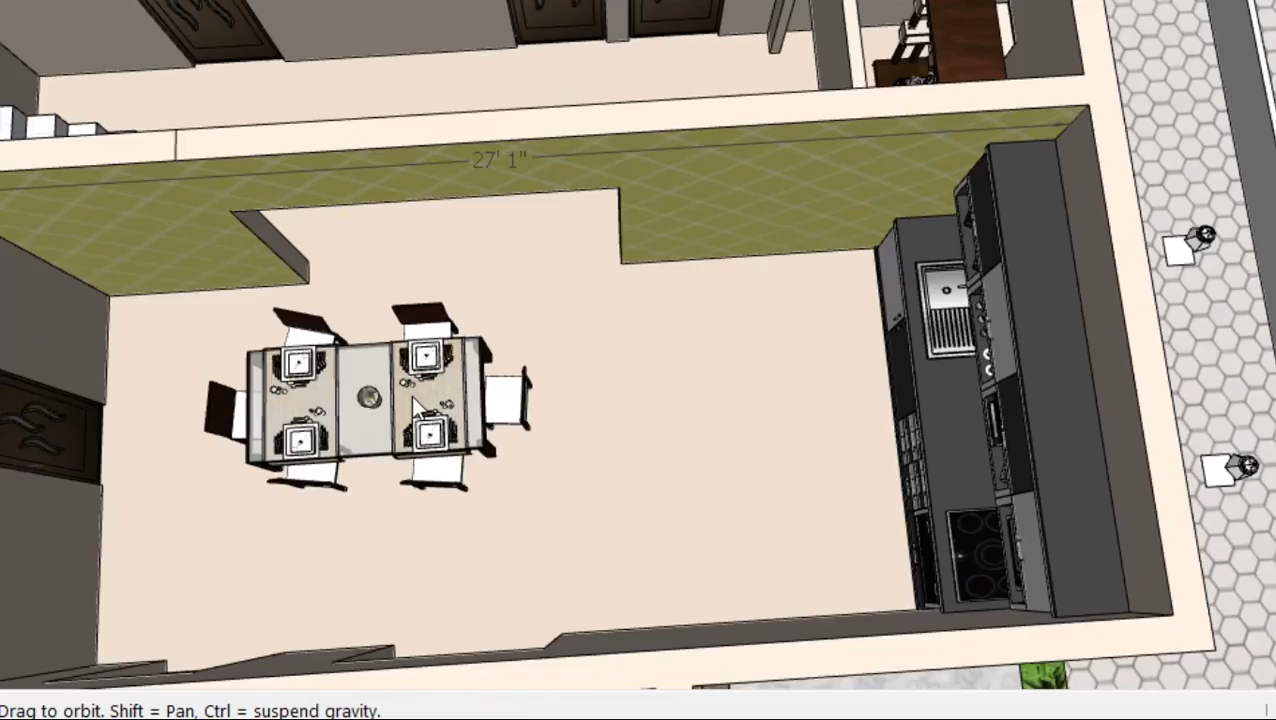 27' 1"
Drag to orbit. Shift = Pan, Ctrl = suspend gravity.